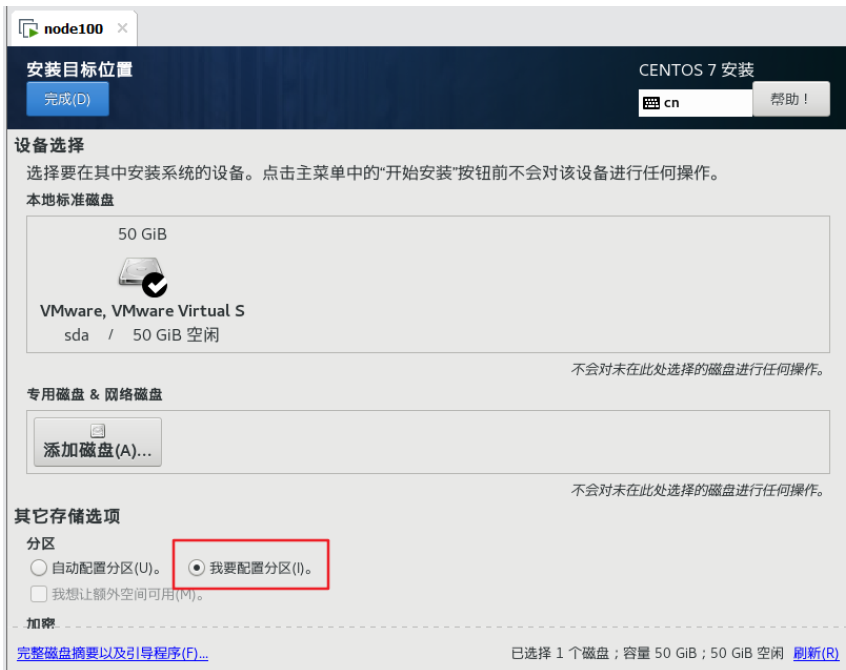 node100 ×
安装目标位置
CENTOS 7 安装
完成(D)
cn
帮助！
设备选择
选择要在其中安装系统的设备。点击主菜单中的“开始安装”按钮前不会对该设备进行任何操作。
本地标准磁盘
50 GiB
VMware, VMware Virtual S
sda / 50 GiB 空闲
不会对未在此处选择的磁盘进行任何操作。
专用磁盘 & 网络磁盘
添加磁盘(A)...
不会对未在此处选择的磁盘进行任何操作。
其它存储选项
分区
自动配置分区(U)。 我要配置分区(I)。
我想让额外空间可用(M)。
加密
完整磁盘摘要以及引导程序(F)... 已选择 1 个磁盘；容量 50 GiB；50 GiB 空闲 刷新(R)